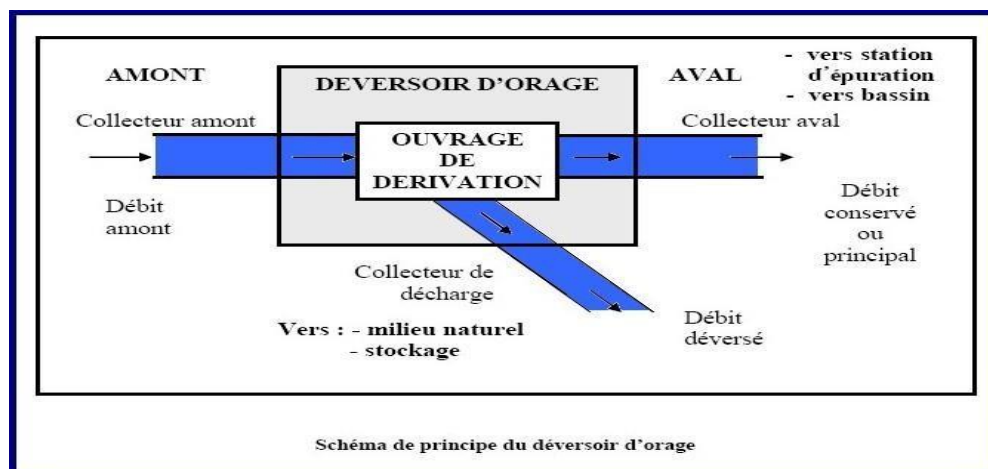 AMONT
Collecteur amont
Débit
amont
DEVERSOIR D'ORAGE
OUVRAGE
DE
DERIVATION
AVAL
- vers station
d'épuration
- vers bassin
Collecteur aval
Débit
conservé
ou
principal
Collecteur de
décharge
Vers : - milieu naturel
- stockage
Débit
déversé
Schéma de principe du déversoir d'orage